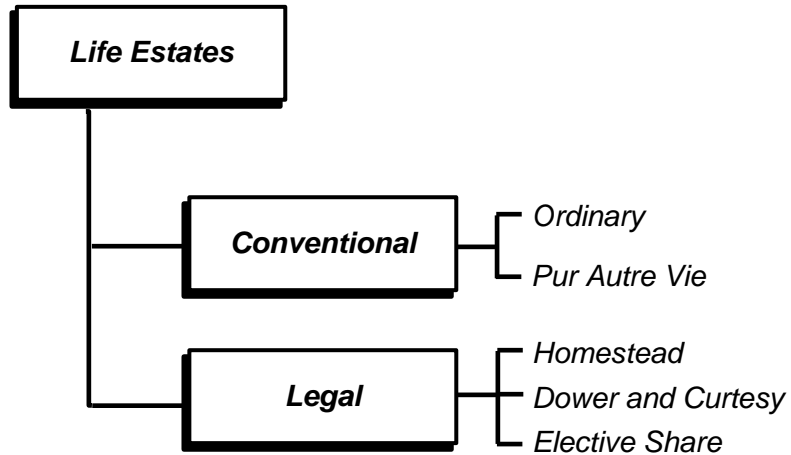 Life Estates
Conventional
Ordinary
Pur Autre Vie
Legal
Homestead
Dower and Curtesy
Elective Share